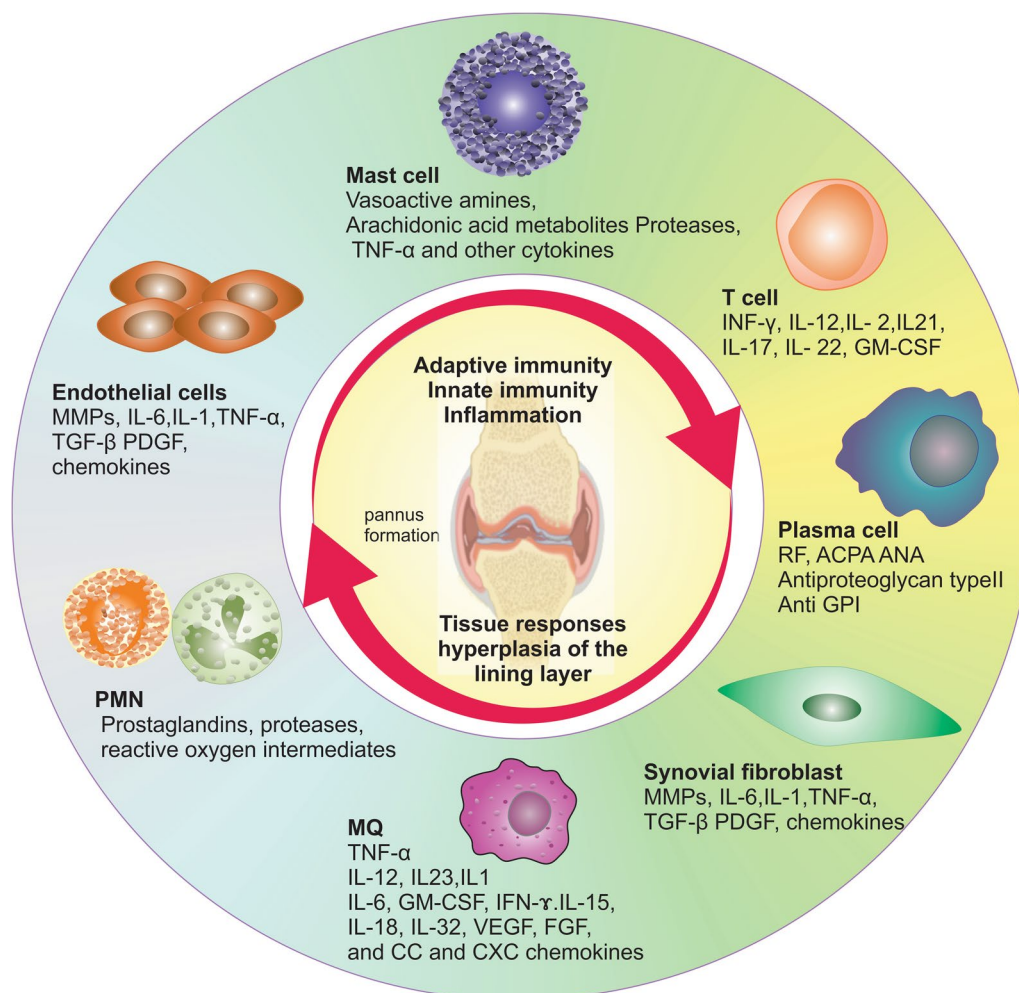 Mast cell
Vasoactive amines,
Arachidonic acid metabolites Proteases,
TNF-α and other cytokines
T cell
INF-γ, IL-12,IL- 2,IL21,
IL-17, IL- 22, GM-CSF
Plasma cell
RF, ACPA ANA
Antiproteoglycan typeII
Anti GPI
Synovial fibroblast
MMPs, IL-6,IL-1,TNF-α,
TGF-β PDGF, chemokines
MQ
TNF-α
IL-12, IL23,IL1
IL-6, GM-CSF, IFN-ɤ.IL-15,
IL-18, IL-32, VEGF, FGF,
and CC and CXC chemokines
PMN
Prostaglandins, proteases,
reactive oxygen intermediates
Endothelial cells
MMPs, IL-6,IL-1,TNF-α,
TGF-β PDGF,
chemokines
Adaptive immunity
Innate immunity
Inflammation
pannus
formation
Tissue responses
hyperplasia of the
lining layer